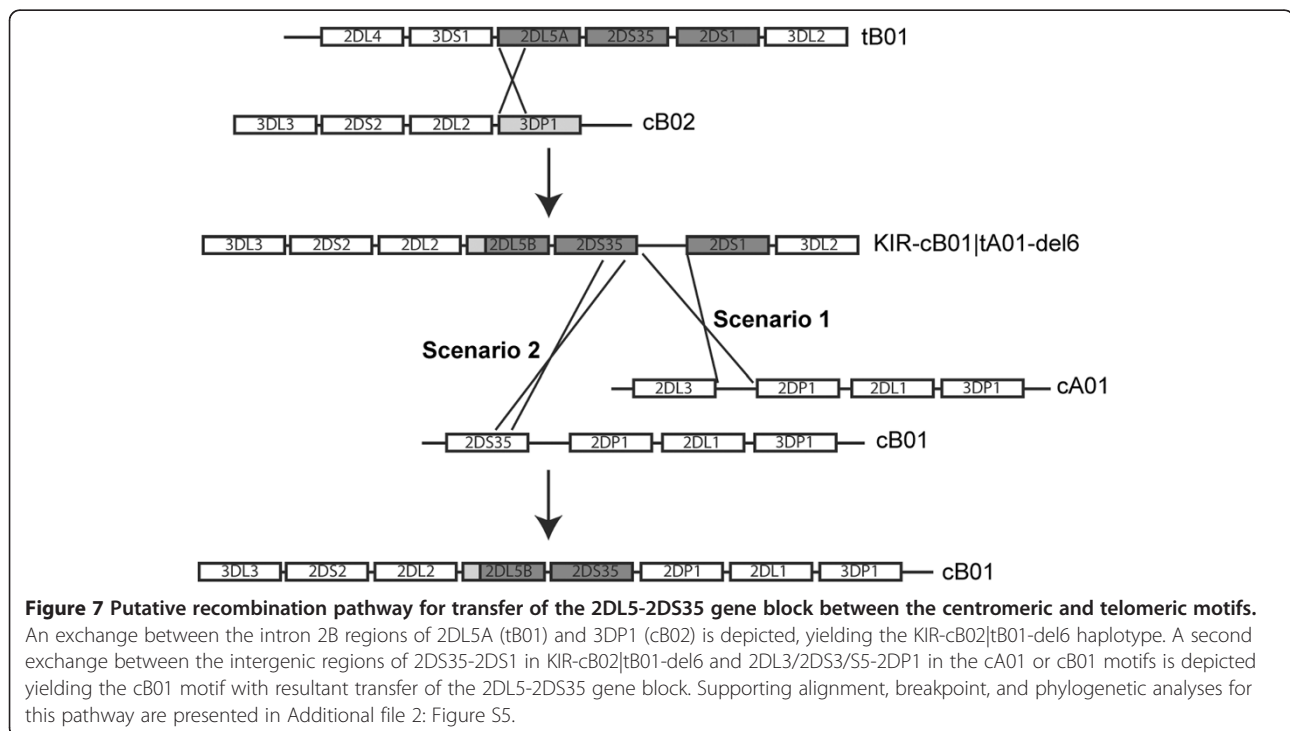 2DL4 3DS1 2DL5A 2DS35 2DS1 3DL2 tB01
3DL3 2DS2 2DL2 3DP1 cB02
3DL3 2DS2 2DL2 2DL5B 2DS35 2DS1 3DL2 KIR-cB01|tA01-del6
Scenario 1
Scenario 2
2DL3 2DP1 2DL1 3DP1 cA01
2DS35 2DP1 2DL1 3DP1 cB01
3DL3 2DS2 2DL2 2DL5B 2DS35 2DP1 2DL1 3DP1 cB01
Figure 7 Putative recombination pathway for transfer of the 2DL5-2DS35 gene block between the centromeric and telomeric motifs.
An exchange between the intron 2B regions of 2DL5A (tB01) and 3DP1 (cB02) is depicted, yielding the KIR-cB02|tB01-del6 haplotype. A second
exchange between the intergenic regions of 2DS35-2DS1 in KIR-cB02|tB01-del6 and 2DL3/2DS3/S5-2DP1 in the cA01 or cB01 motifs is depicted
yielding the cB01 motif with resultant transfer of the 2DL5-2DS35 gene block. Supporting alignment, breakpoint, and phylogenetic analyses for
this pathway are presented in Additional file 2: Figure S5.